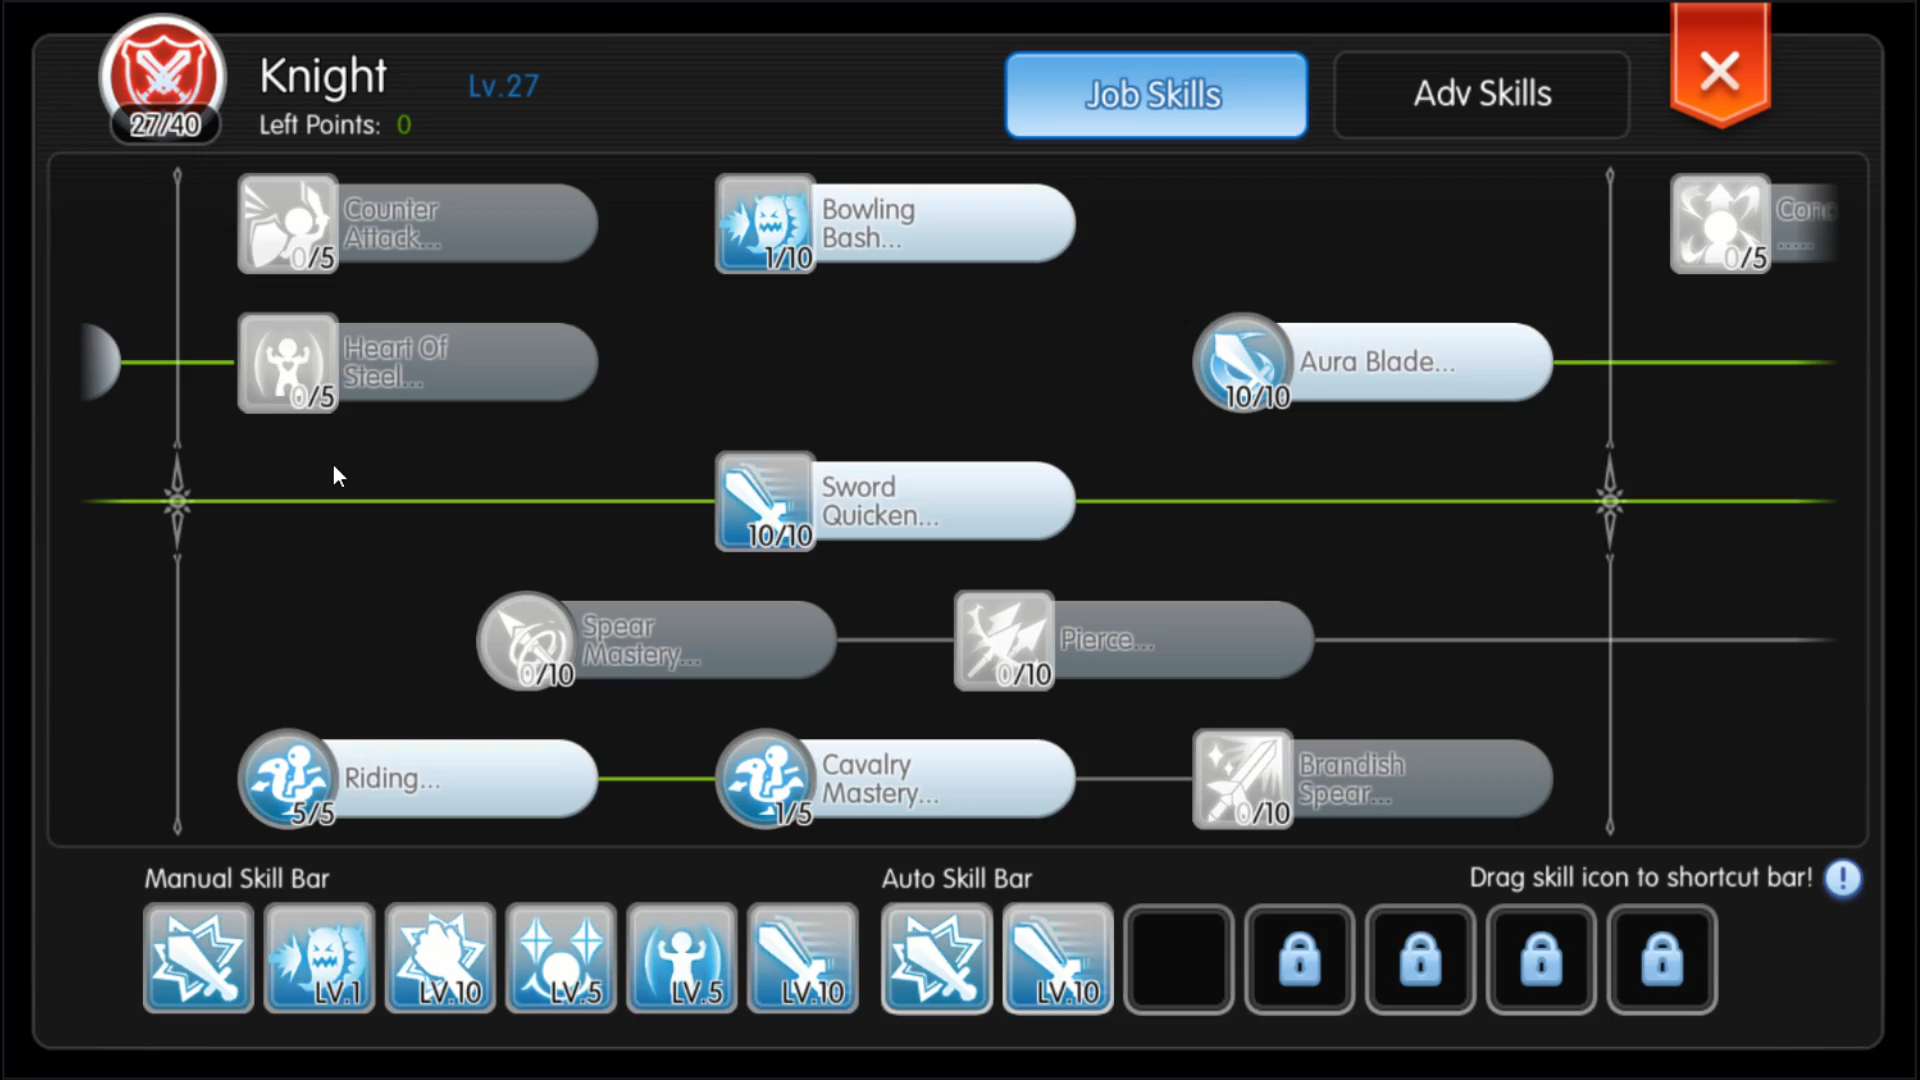 Knight
Lv.27
27/40
Left Points: 0
Job Skills
Adv Skills
Counter
Attack...
0/5
Bowling
Bash...
1/10
0/5
Heart Of
Steel...
0/5
Aura Blade...
10/10
Sword
Quicken...
10/10
Spear
Mastery...
0/10
Pierce...
0/10
Riding...
5/5
Cavalry
Mastery...
1/5
Brandish
Spear...
0/10
Manual Skill Bar
Auto Skill Bar
Drag skill icon to shortcut bar!
LV.1
LV.10
LV.5
LV.5
LV.10
LV.10